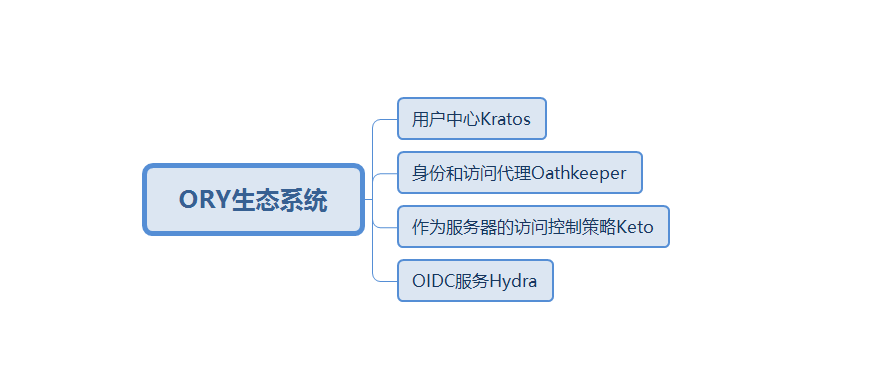 ORY生态系统
用户中心Kratos
身份和访问代理Oathkeeper
作为服务器的访问控制策略Keto
OIDC服务Hydra